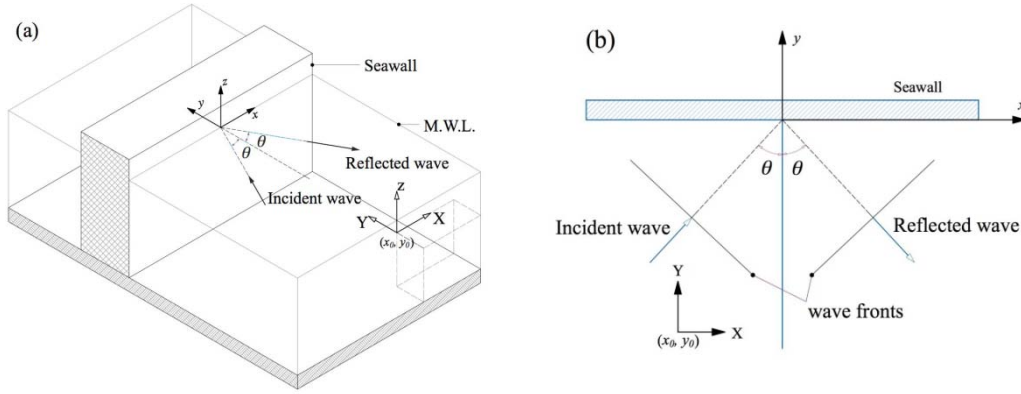 (a)
Seawall
z
y
x
M.W.L.
θ
θ
Reflected wave
Incident wave
Z
Y
X
(x₀, y₀)
(b)
y
Seawall
x
θ
θ
Incident wave
Reflected wave
Y
wave fronts
X
(x₀, y₀)